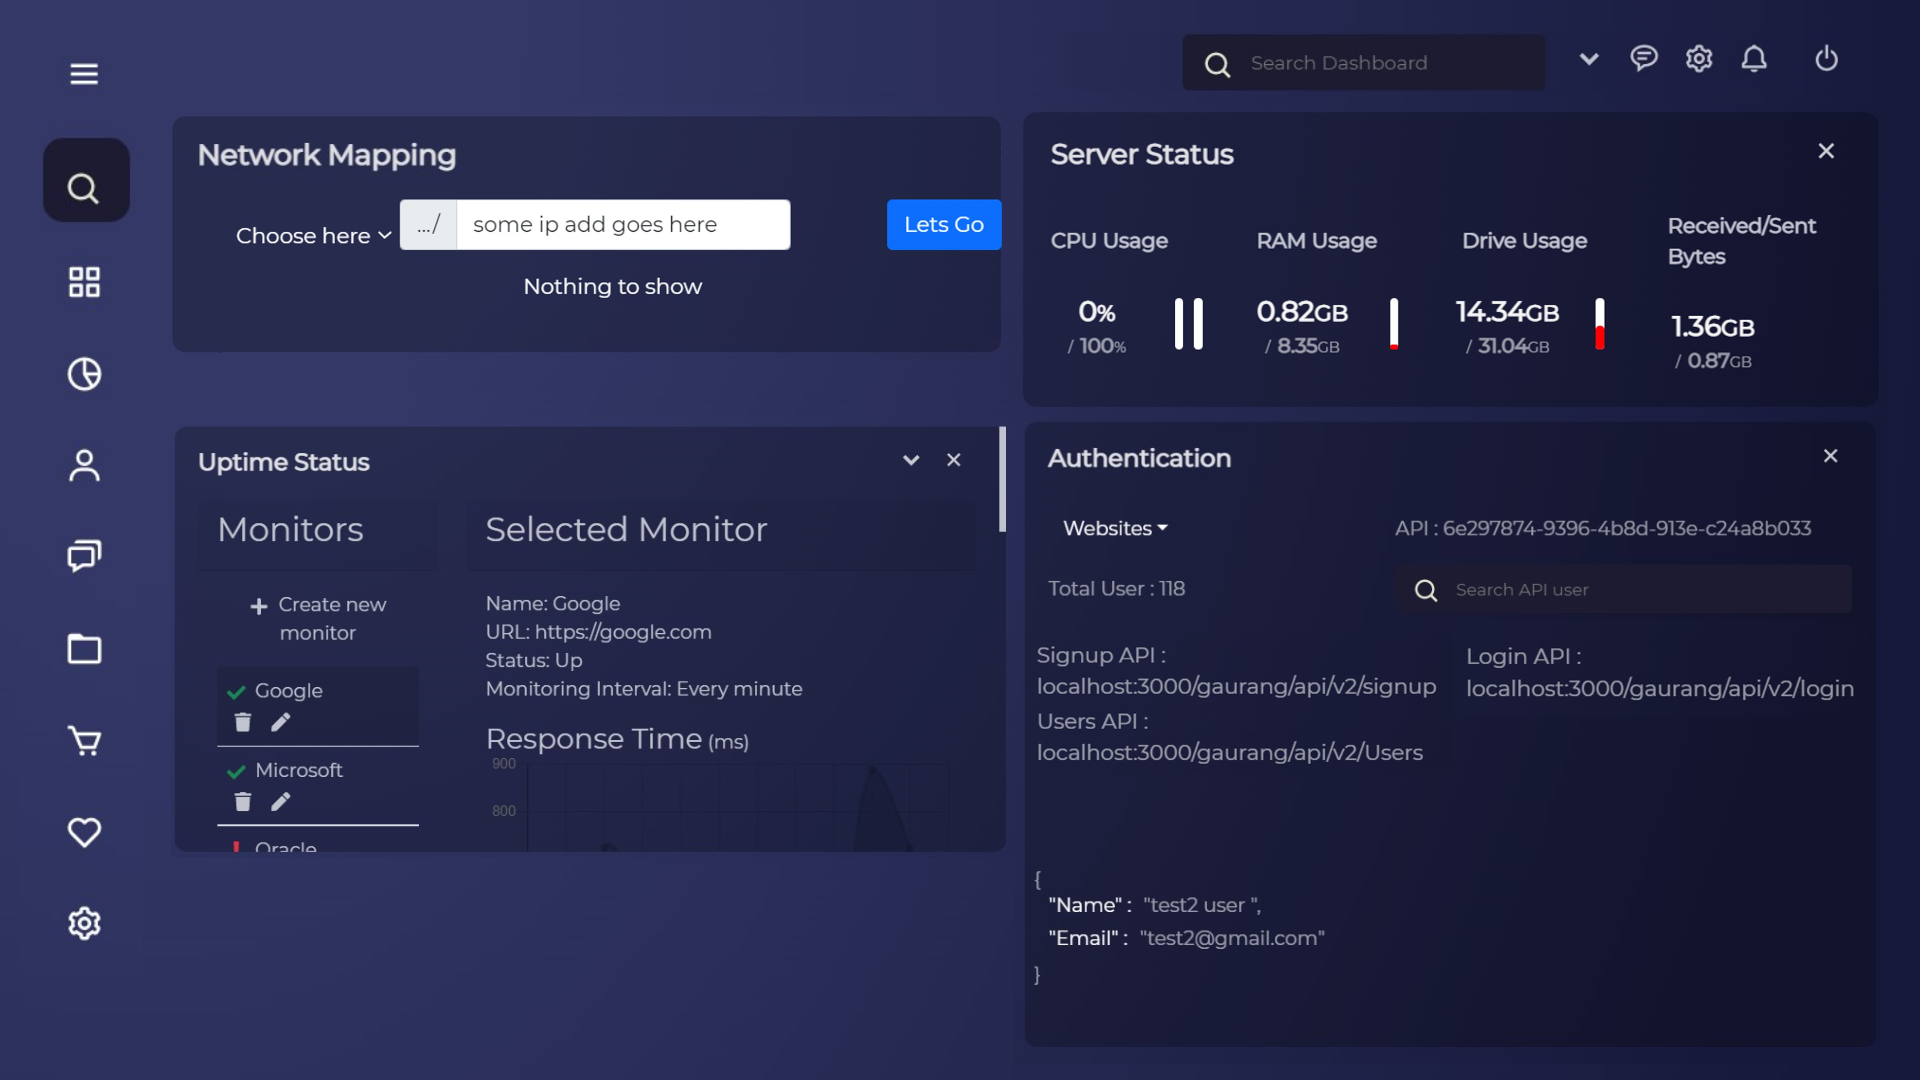 Search Dashboard
Network Mapping
Choose here
.../
some ip add goes here
Lets Go
Nothing to show
Server Status
CPU Usage
RAM Usage
Drive Usage
Received/Sent
Bytes
0%
/ 100%
0.82GB
/ 8.35GB
14.34GB
/ 31.04GB
1.36GB
/ 0.87GB
Uptime Status
Monitors
Create new
monitor
Google
Microsoft
Oracle
Selected Monitor
Name: Google
URL: https://google.com
Status: Up
Monitoring Interval: Every minute
Response Time (ms)
900
800
Authentication
Websites
API : 6e297874-9396-4b8d-913e-c24a8b033
Total User : 118
Search API user
Signup API :
localhost:3000/gaurang/api/v2/signup
Login API :
localhost:3000/gaurang/api/v2/login
Users API :
localhost:3000/gaurang/api/v2/Users
{
"Name" : "test2 user ",
"Email" : "test2@gmail.com"
}